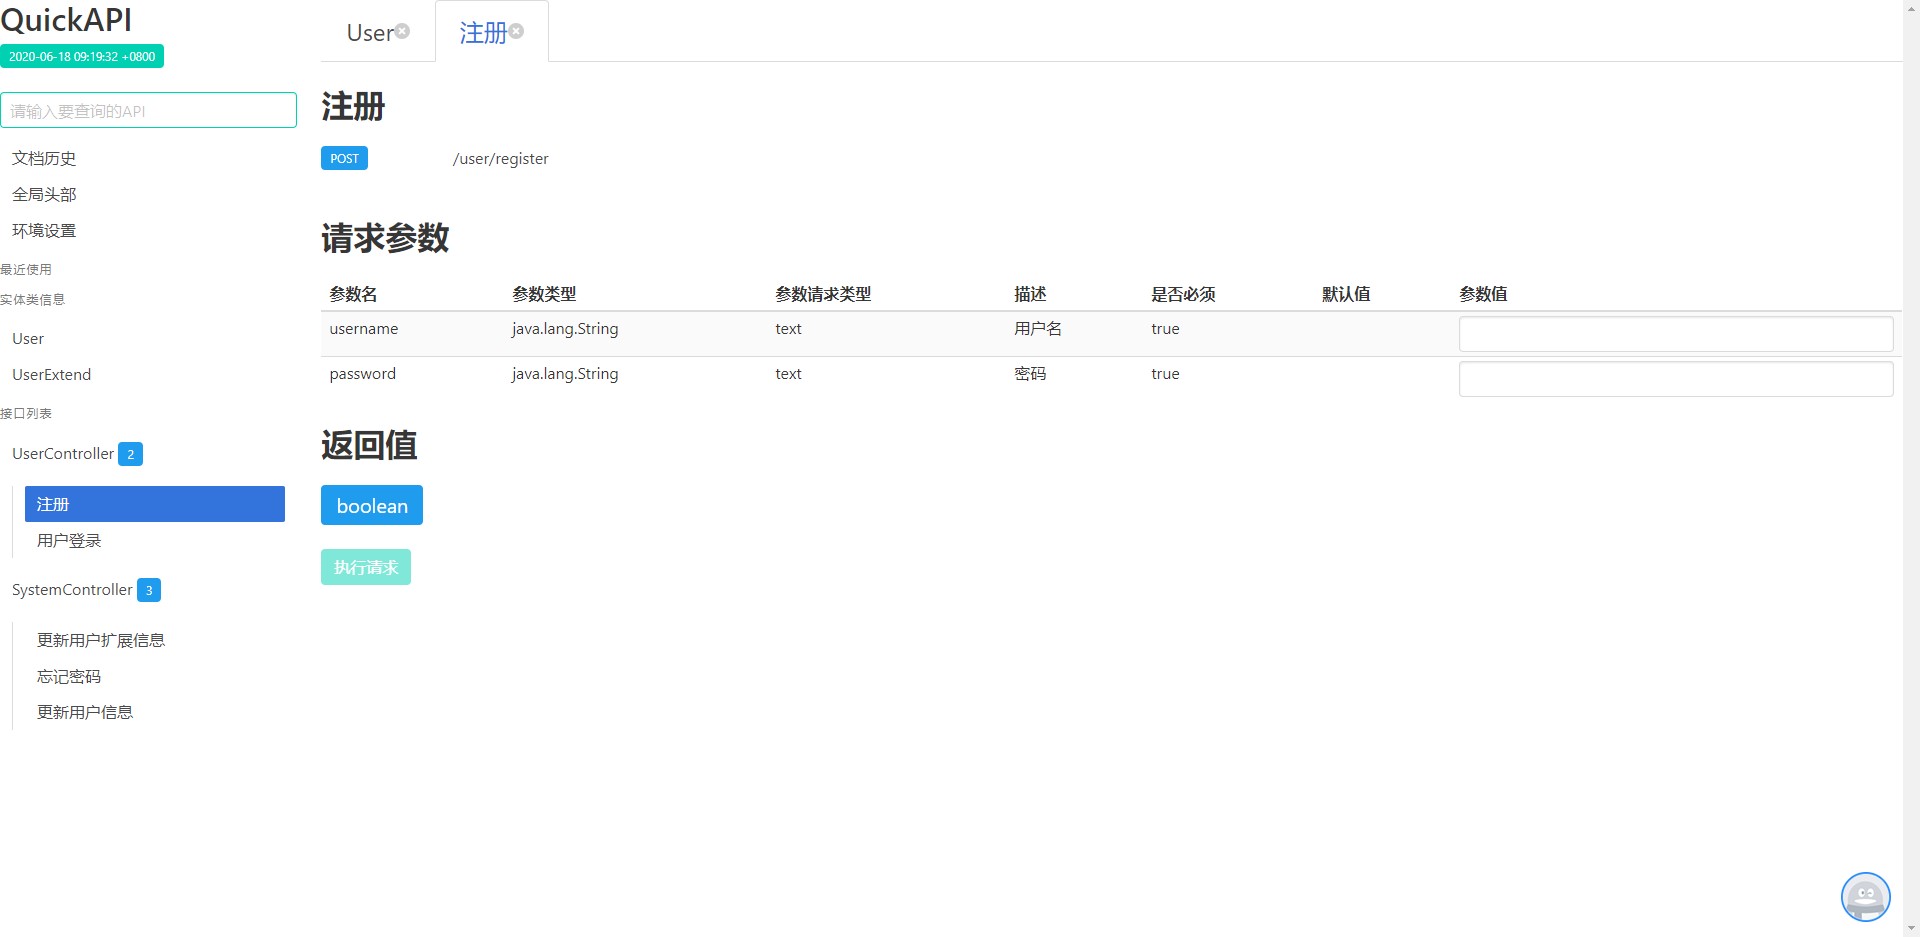 QuickAPI
2020-06-18 09:19:32 +0800
请输入要查询的API
文档历史
全局头部
环境设置
最近使用
实体类信息
User
UserExtend
接口列表
UserController 2
注册
用户登录
SystemController 3
更新用户扩展信息
忘记密码
更新用户信息
User 注册
注册
POST /user/register
请求参数
参数名 参数类型 参数请求类型 描述 是否必须 默认值 参数值
username java.lang.String text 用户名 true
password java.lang.String text 密码 true
返回值
boolean
执行请求